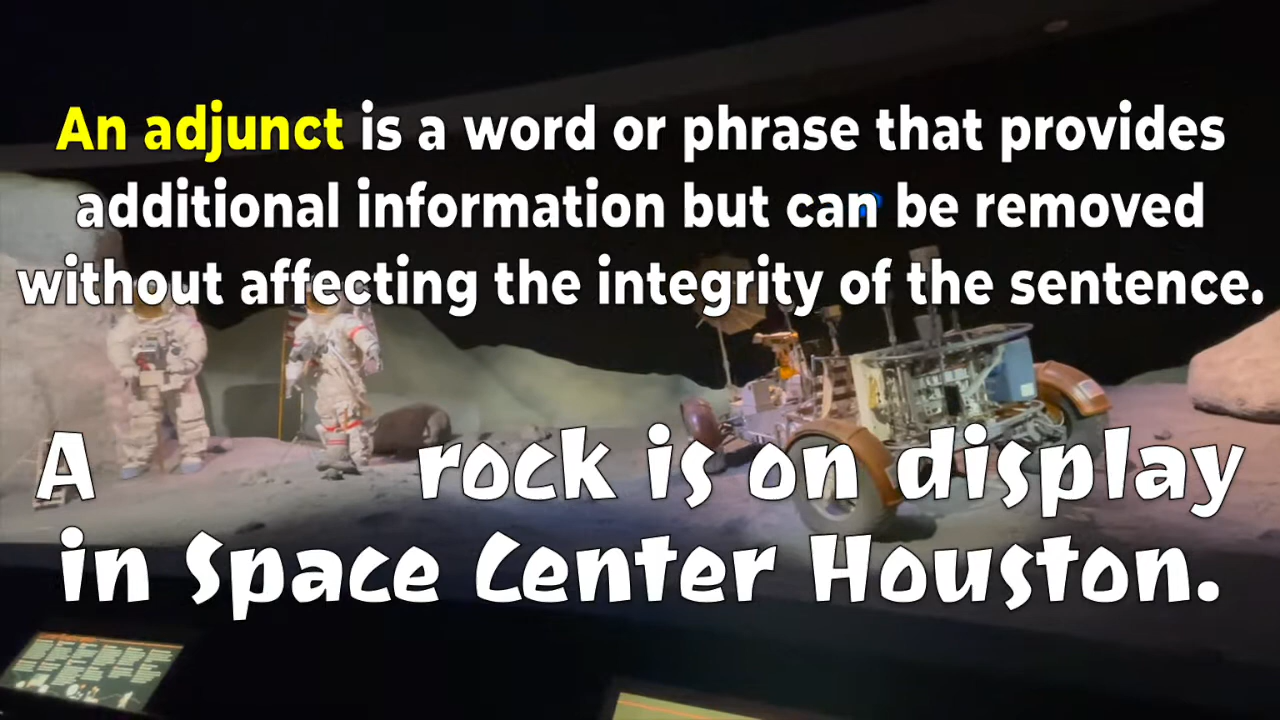 An adjunct is a word or phrase that provides
additional information but can be removed
without affecting the integrity of the sentence.
A rock is on display
in Space Center Houston.